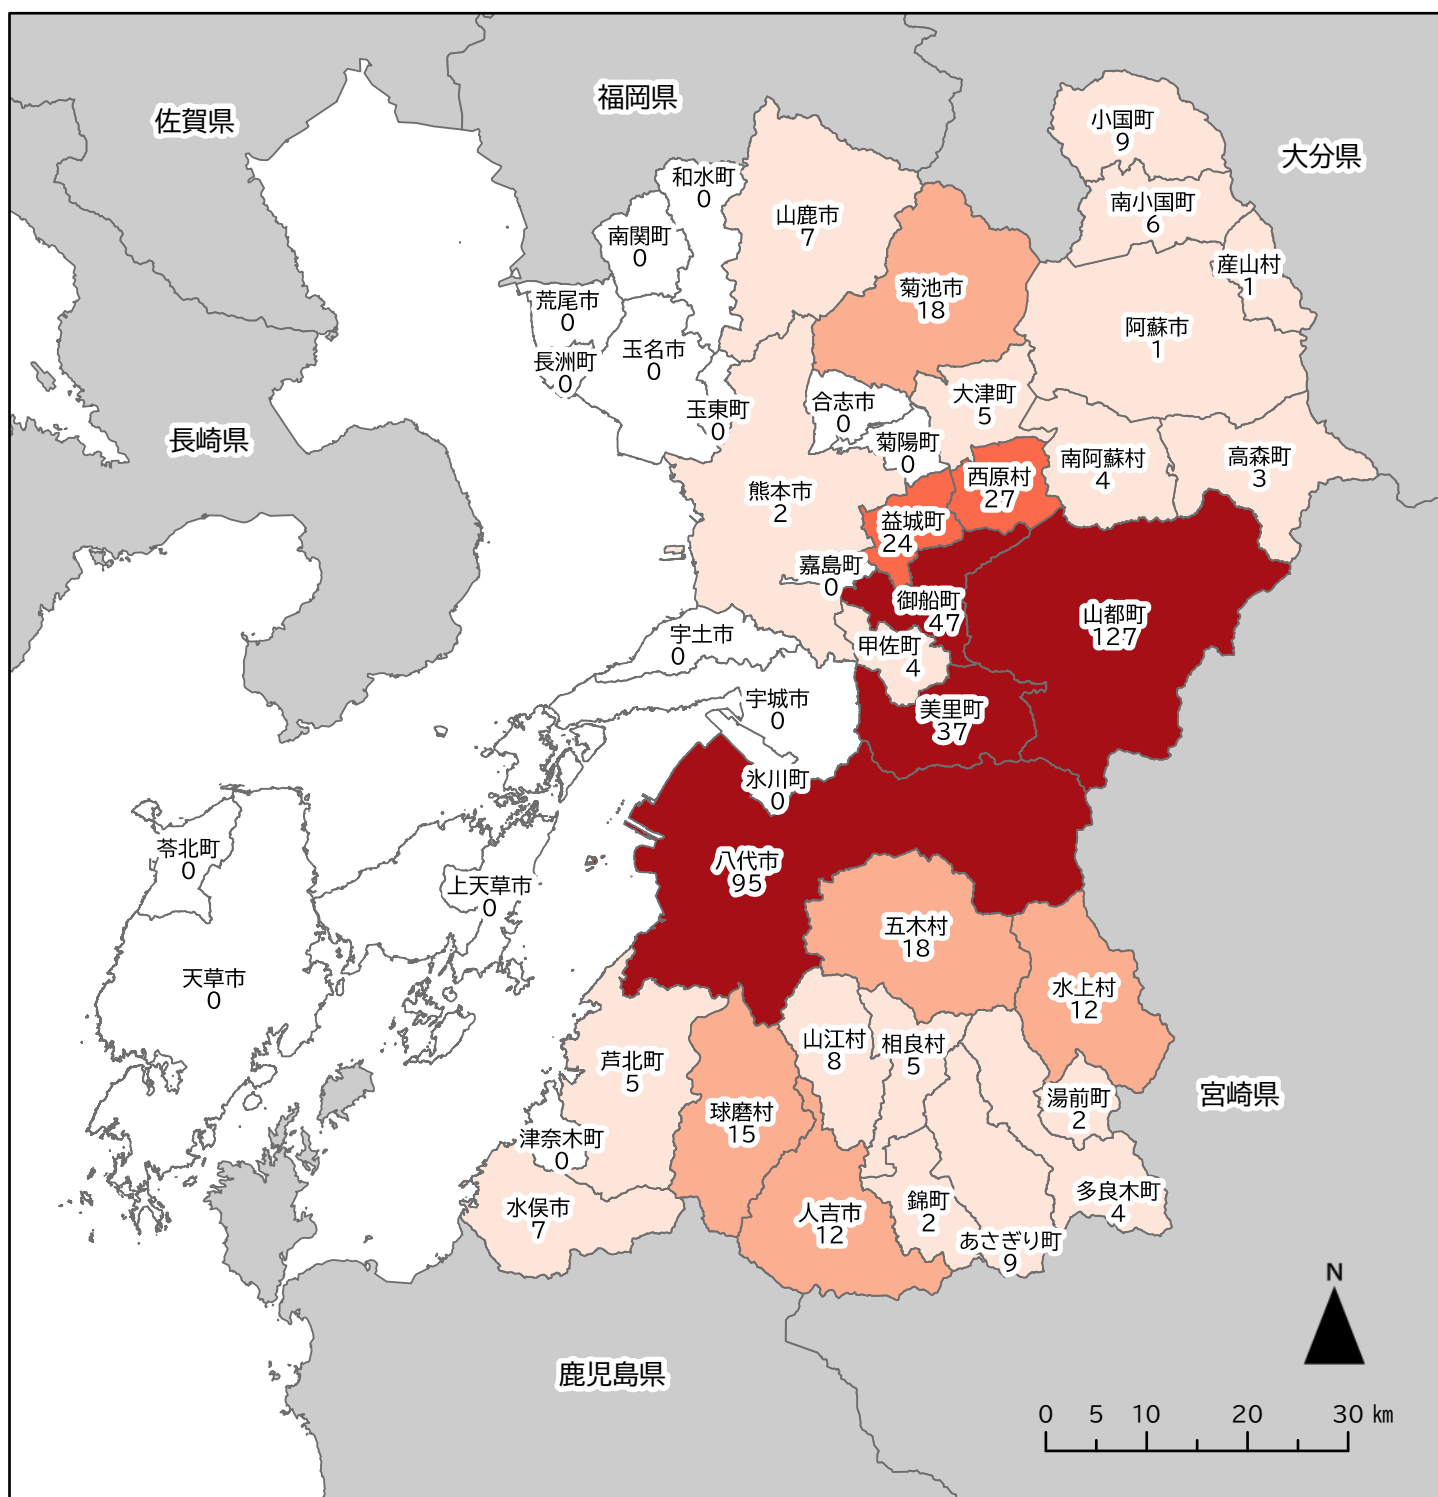 佐賀県
福岡県
大分県
長崎県
小国町
9
南小国町
6
産山村
1
和水町
0
南関町
0
山鹿市
7
菊池市
18
荒尾市
0
長洲町
0
玉名市
0
玉東町
0
阿蘇市
1
合志市
0
大津町
5
菊陽町
0
西原村
27
南阿蘇村
4
高森町
3
熊本市
2
益城町
24
嘉島町
0
御船町
47
山都町
127
甲佐町
4
宇土市
0
宇城市
0
美里町
37
氷川町
0
苓北町
0
上天草市
0
八代市
95
天草市
0
五木村
18
水上村
12
山江村
8
相良村
5
芦北町
5
球磨村
15
湯前町
2
宮崎県
津奈木町
0
水俣市
7
人吉市
12
錦町
2
多良木町
4
あさぎり町
9
鹿児島県
N
0 5 10 20 30 km